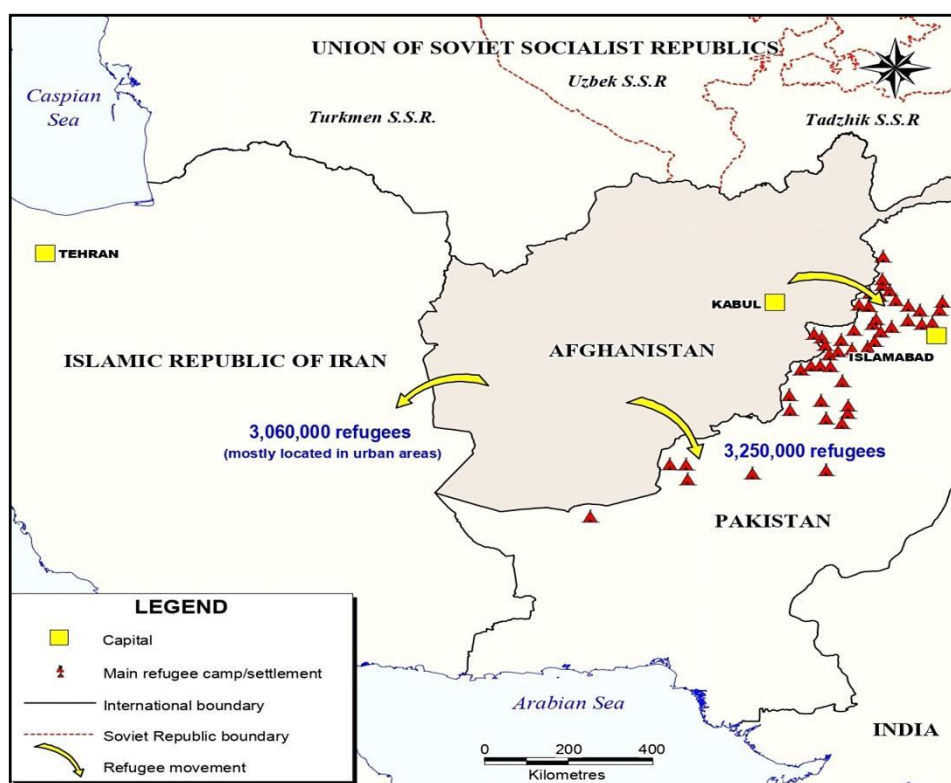 UNION OF SOVIET SOCIALIST REPUBLICS
Uzbek S.S.R
Caspian
Sea
Turkmen S.S.R.
Tadzhik S.S.R
TEHRAN
KABUL
ISLAMIC REPUBLIC OF IRAN
AFGHANISTAN
ISLAMABAD
3,060,000 refugees
(mostly located in urban areas)
3,250,000 refugees
PAKISTAN
LEGEND
Capital
Main refugee camp/settlement
International boundary
Soviet Republic boundary
Refugee movement
Arabian Sea
INDIA
0 200 400
Kilometres